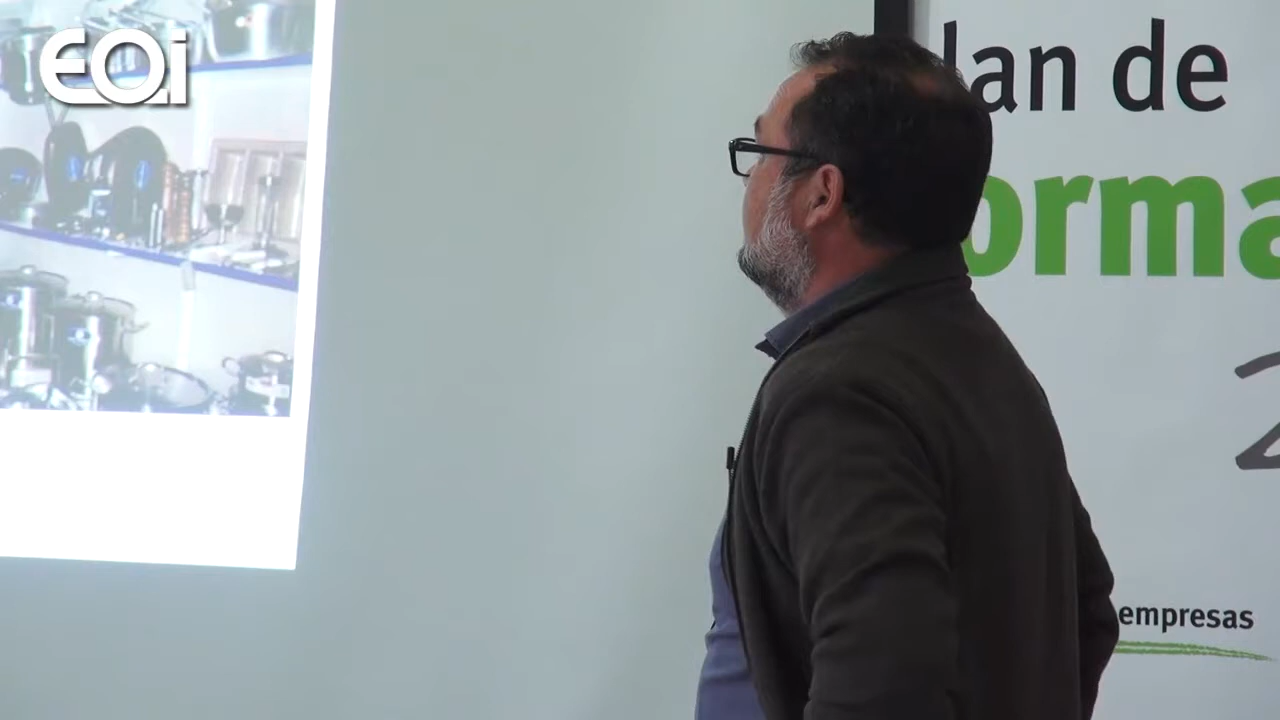 EOi
lan de
orma
empresas